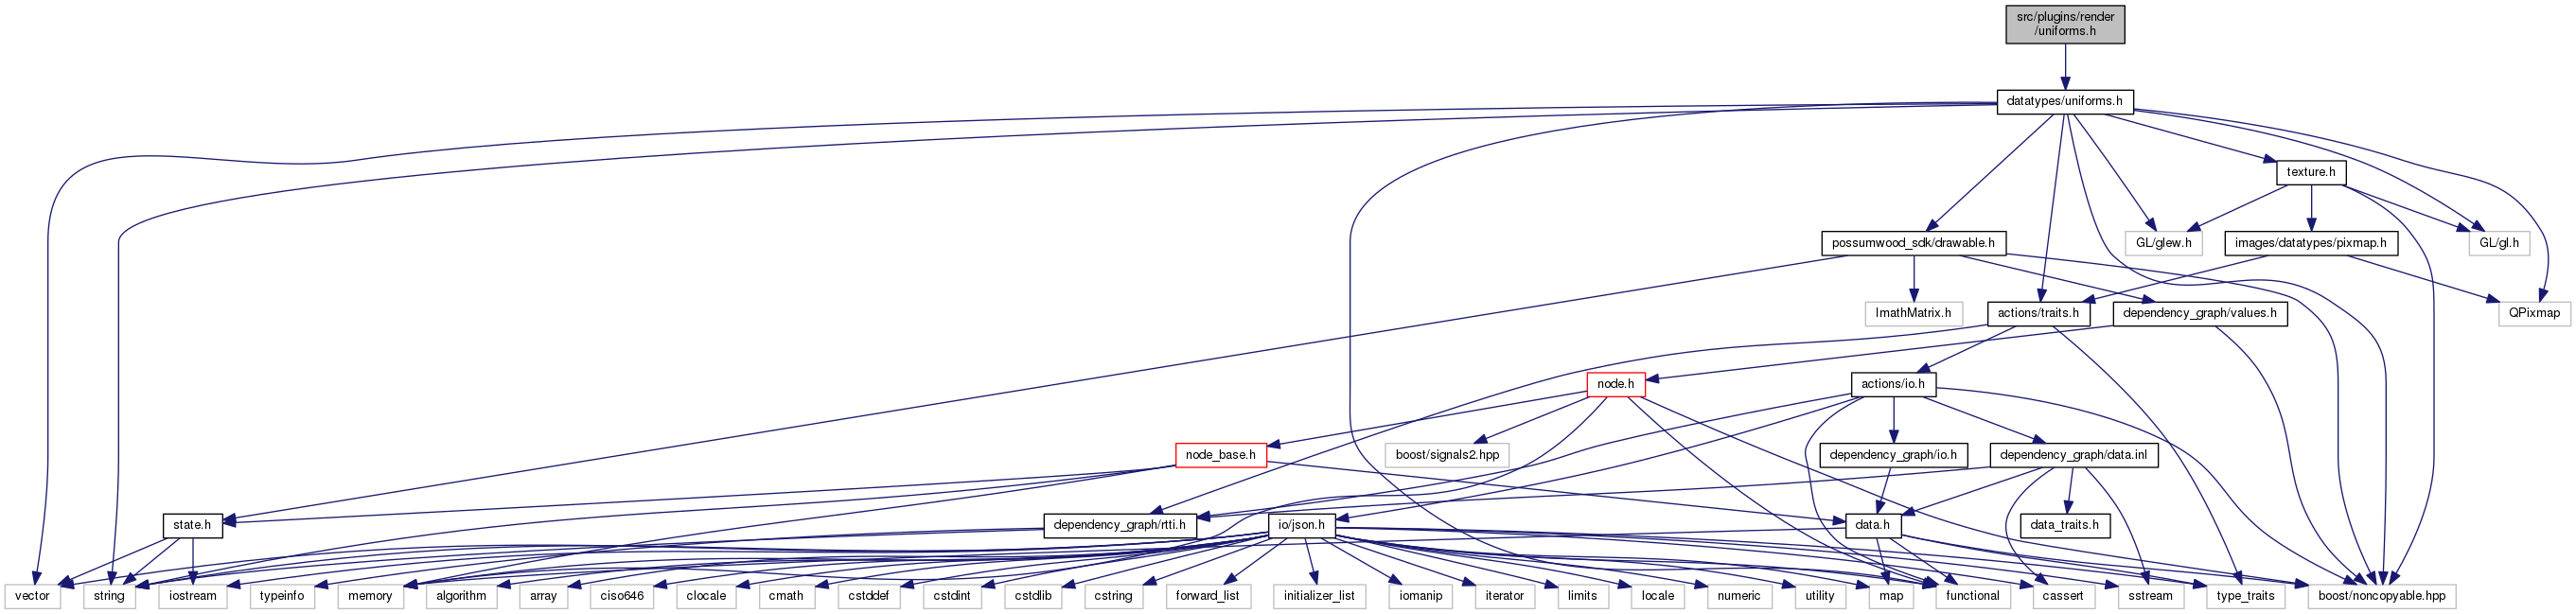 src/plugins/render
/uniforms.h
datatypes/uniforms.h
texture.h
possumwood_sdk/drawable.h
GL/glew.h
images/datatypes/pixmap.h
GL/gl.h
ImathMatrix.h
actions/traits.h
dependency_graph/values.h
QPixmap
node.h
actions/io.h
node_base.h
boost/signals2.hpp
dependency_graph/io.h
dependency_graph/data.inl
state.h
dependency_graph/rtti.h
io/json.h
data.h
data_traits.h
vector
string
iostream
typeinfo
memory
algorithm
array
ciso646
clocale
cmath
cstddef
cstdint
cstdlib
cstring
forward_list
initializer_list
iomanip
iterator
limits
locale
numeric
utility
map
functional
cassert
sstream
type_traits
boost/noncopyable.hpp